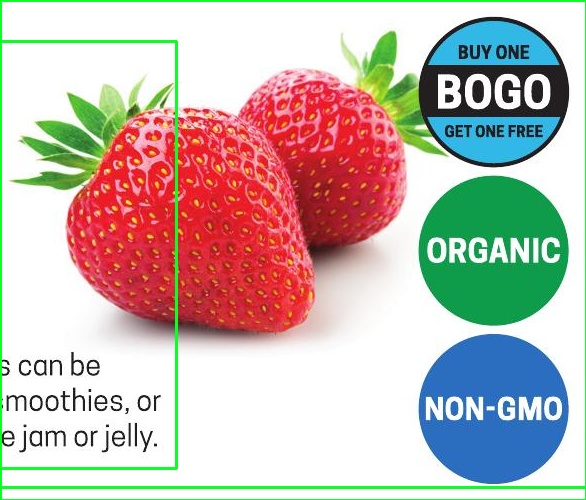 BUY ONE
BOGO
GET ONE FREE
ORGANIC
NON-GMO
s can be
smoothies, or
e jam or jelly.